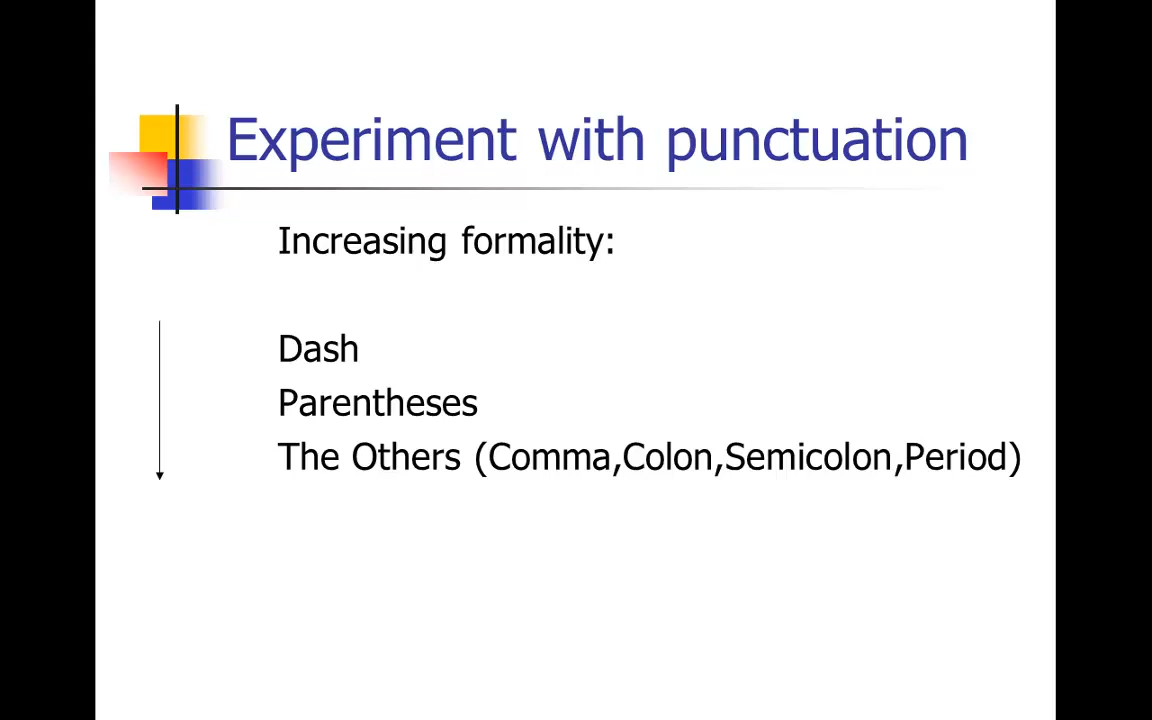 Experiment with punctuation
Increasing formality:
Dash
Parentheses
The Others (Comma,Colon,Semicolon,Period)